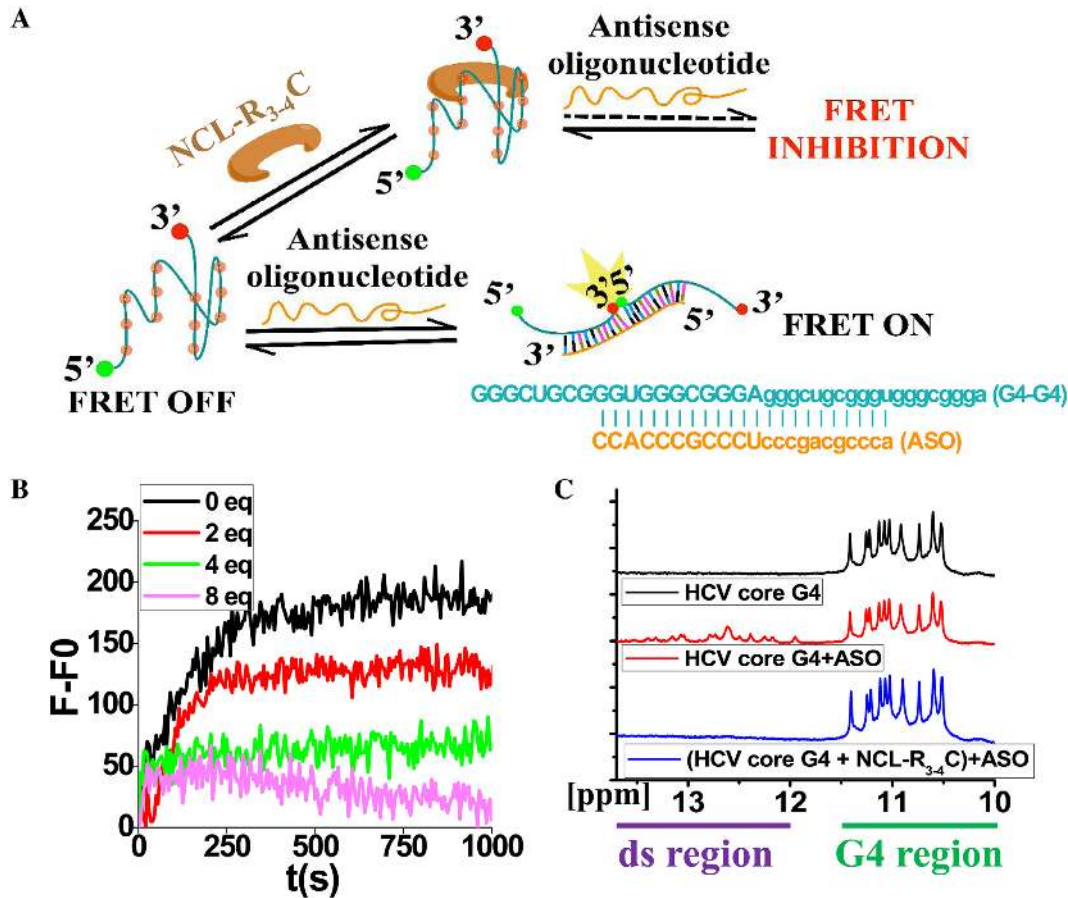 A
3'
Antisense
oligonucleotide
NCL-R3-4C
FRET
INHIBITION
5'
3'
Antisense
oligonucleotide
5'
3'5'
3'
5'
FRET ON
3'
5'
FRET OFF
GGGCUGCGGGUGGGCGGGAgggcugcgggugggcggga (G4-G4)
CCACCCGCCCUcccgacgccca (ASO)
B
0 eq
2 eq
4 eq
8 eq
250
200
150
100
50
0
F-F0
0
250
500
750
1000
t(s)
C
HCV core G4
HCV core G4+ASO
(HCV core G4 + NCL-R3-4C)+ASO
[ppm]
13
12
11
10
ds region
G4 region